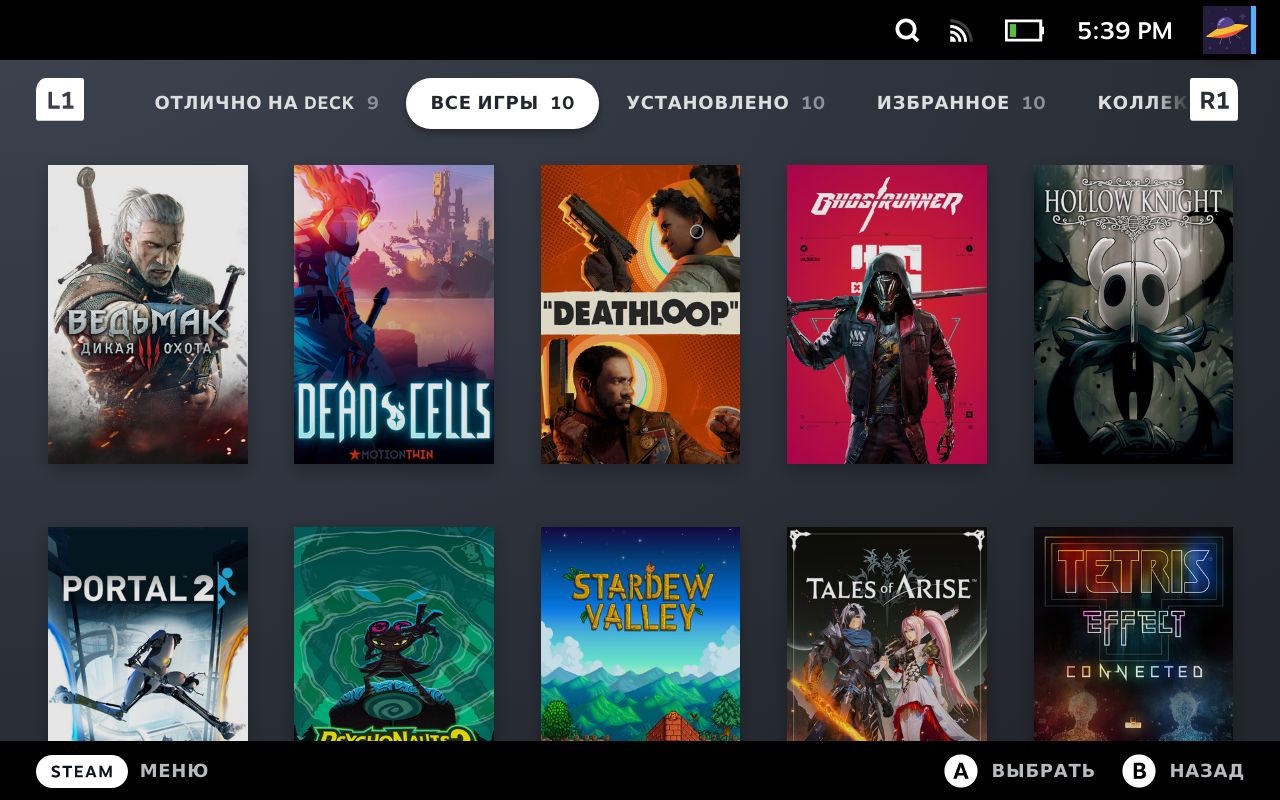 5:39 PM
L1 ОТЛИЧНО НА DECK 9 ВСЕ ИГРЫ 10 УСТАНОВЛЕНО 10 ИЗБРАННОЕ 10 КОЛЛЕК R1
ВЕДЬМАК
ДИКАЯ III ОХОТА
DEAD CELLS
MOTIONTWIN
"DEATHLOOP"
GHOSTRUNNER
HOLLOW KNIGHT
PORTAL 2
PSYCHONAUTS 2
STARDEW
VALLEY
TALES of ARISE
TETRIS
EFFECT
CONNECTED
STEAM МЕНЮ A ВЫБРАТЬ B НАЗАД